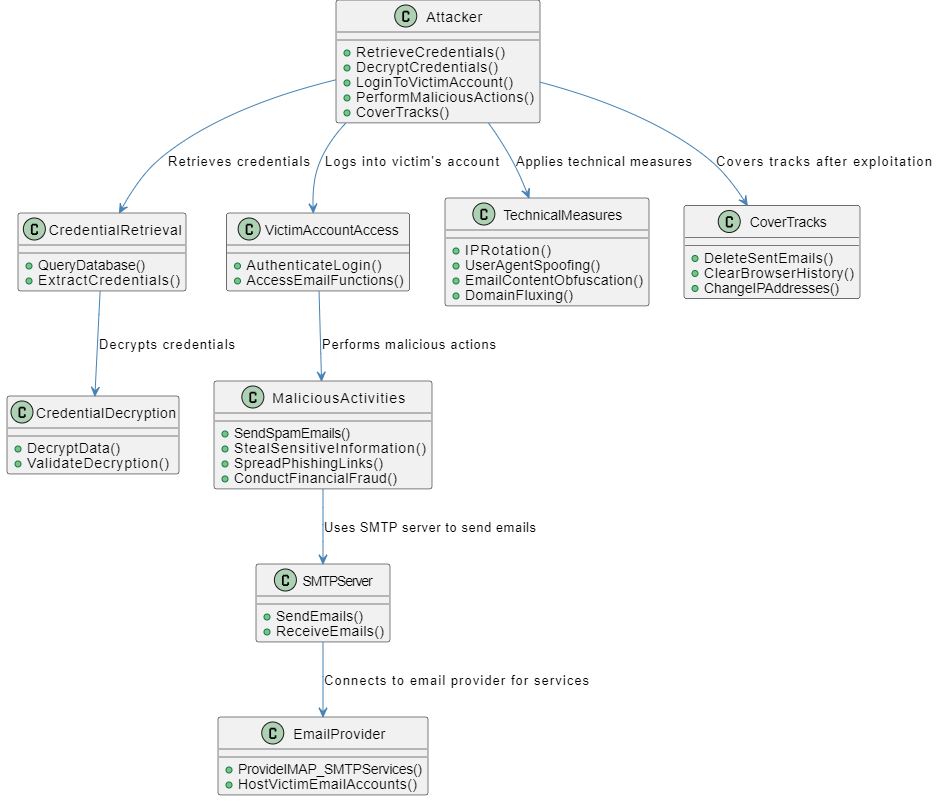 C Attacker
RetrieveCredentials()
DecryptCredentials()
LoginToVictimAccount()
PerformMaliciousActions()
CoverTracks()
Retrieves credentials
Logs into victim's account
Applies technical measures
Covers tracks after exploitation
C CredentialRetrieval
QueryDatabase()
ExtractCredentials()
C VictimAccountAccess
AuthenticateLogin()
AccessEmailFunctions()
C TechnicalMeasures
IPRotation()
UserAgentSpoofing()
EmailContentObfuscation()
DomainFluxing()
C CoverTracks
DeleteSentEmails()
ClearBrowserHistory()
ChangeIPAddresses()
Decrypts credentials
Performs malicious actions
C CredentialDecryption
DecryptData()
ValidateDecryption()
C MaliciousActivities
SendSpamEmails()
StealSensitiveInformation()
SpreadPhishingLinks()
ConductFinancialFraud()
Uses SMTP server to send emails
C SMTPServer
SendEmails()
ReceiveEmails()
Connects to email provider for services
C EmailProvider
ProvideIMAP_SMTPServices()
HostVictimEmailAccounts()